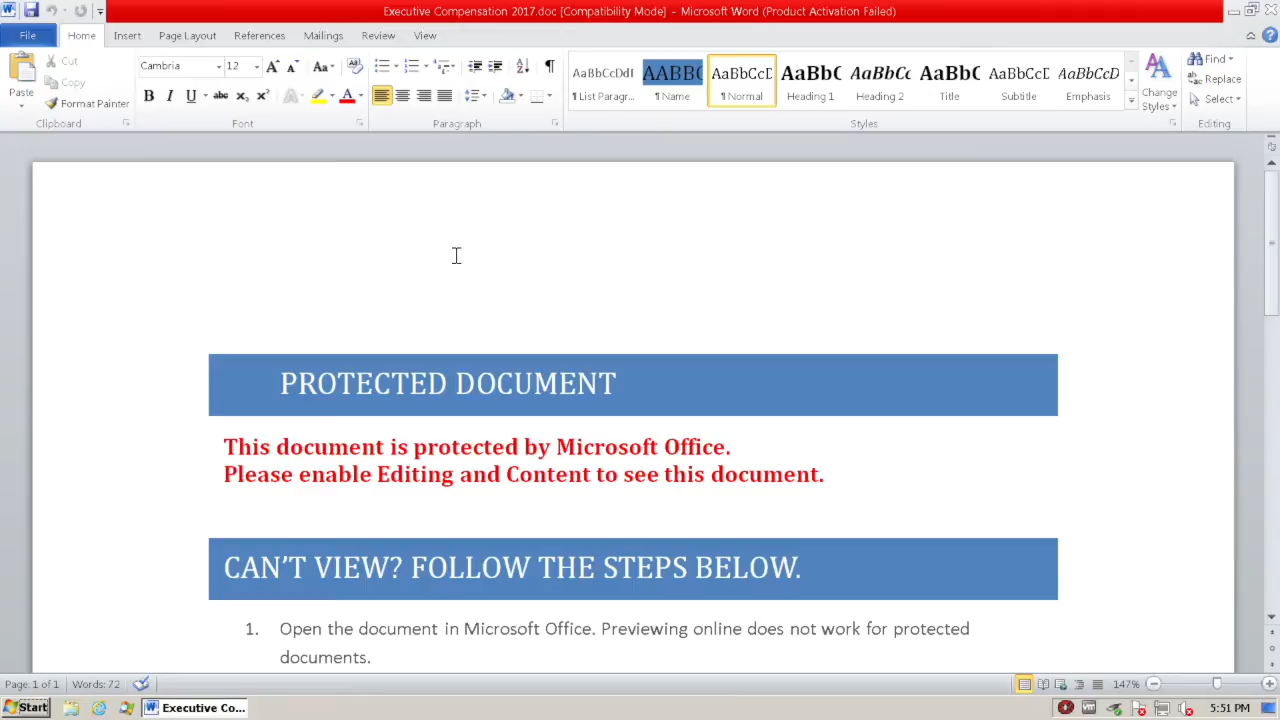 Executive Compensation 2017.doc [Compatibility Mode] - Microsoft Word (Product Activation Failed)
File Home Insert Page Layout References Mailings Review View
Paste
Cut
Copy
Format Painter
Clipboard
Cambria 12
Font
Paragraph
AaBbCcDdI AABBC AaBbCcD AaBbC AaBbCc AaBbC AaBbCcD AaBbCcD
¶ List Paragr... ¶ Name ¶ Normal Heading 1 Heading 2 Title Subtitle Emphasis
Styles
Change Styles
Find
Replace
Select
Editing
PROTECTED DOCUMENT
This document is protected by Microsoft Office.
Please enable Editing and Content to see this document.
CAN'T VIEW? FOLLOW THE STEPS BELOW.
1. Open the document in Microsoft Office. Previewing online does not work for protected
documents.
Page: 1 of 1 Words: 72 147%
Start Executive Co... 5:51 PM